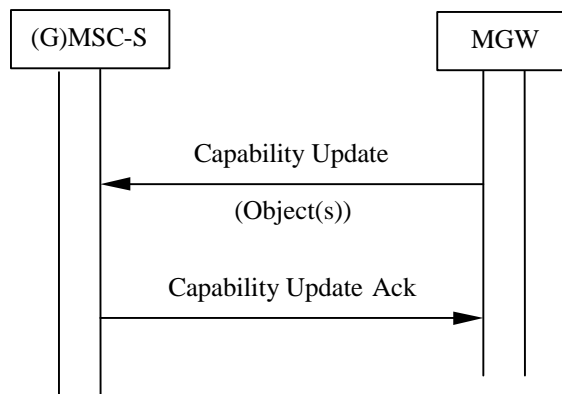 (G)MSC-S
MGW
Capability Update
(Object(s))
Capability Update Ack